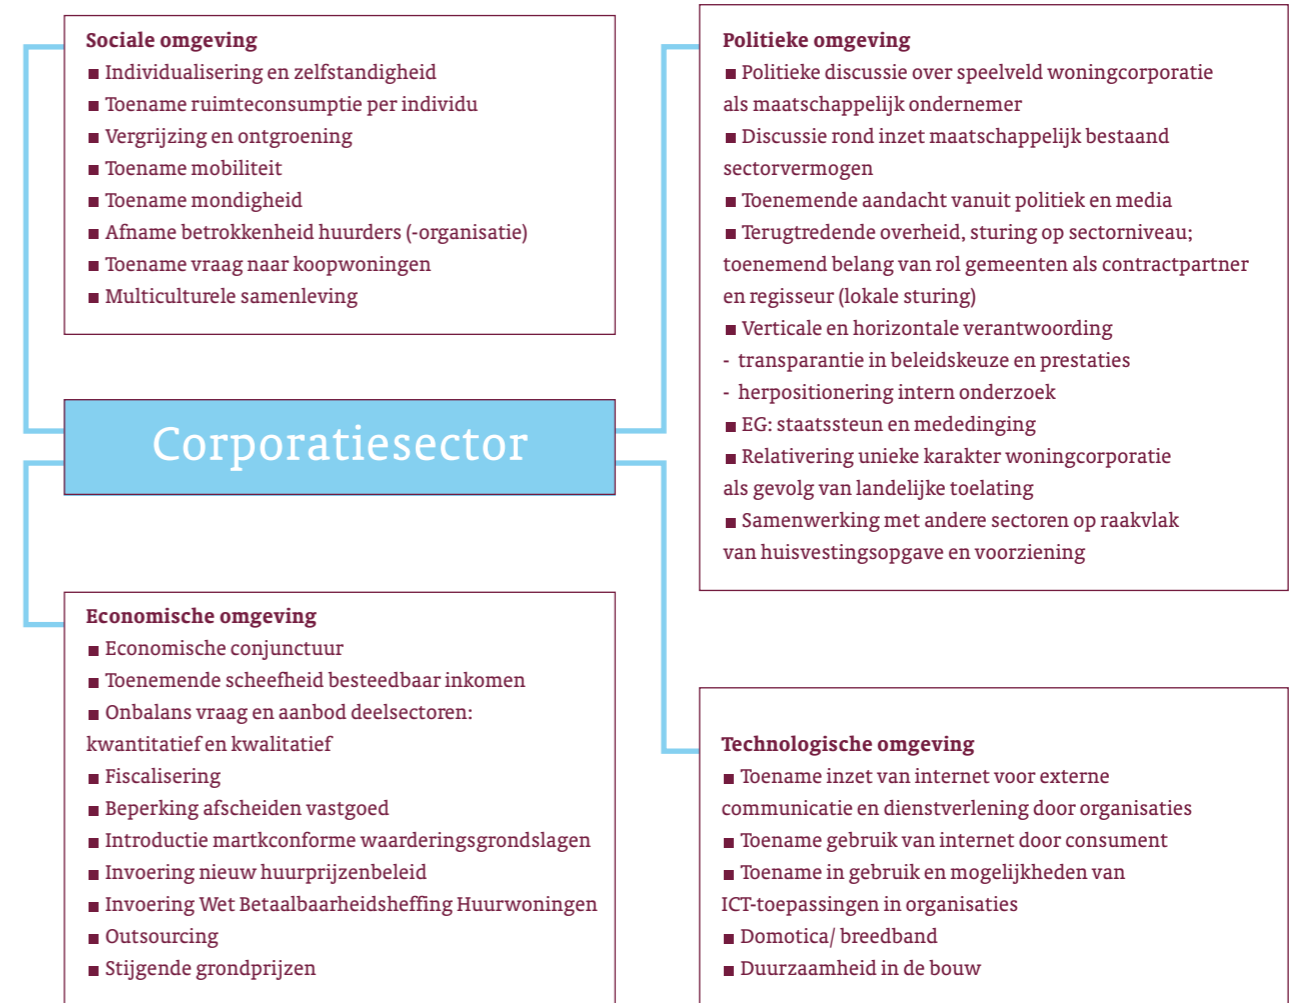 Sociale omgeving
■ Individualisering en zelfstandigheid
■ Toename ruimteconsumptie per individu
■ Vergrijzing en ontgroening
■ Toename mobiliteit
■ Toename mondigheid
■ Afname betrokkenheid huurders (-organisatie)
■ Toename vraag naar koopwoningen
■ Multiculturele samenleving
Politieke omgeving
■ Politieke discussie over speelveld woningcorporatie
als maatschappelijk ondernemer
■ Discussie rond inzet maatschappelijk bestaand
sectorvermogen
■ Toenemende aandacht vanuit politiek en media
■ Terugtredende overheid, sturing op sectorniveau;
toenemend belang van rol gemeenten als contractpartner
en regisseur (lokale sturing)
■ Verticale en horizontale verantwoording
- transparantie in beleidskeuze en prestaties
- herpositionering intern onderzoek
■ EG: staatssteun en mededinging
■ Relativering unieke karakter woningcorporatie
als gevolg van landelijke toelating
■ Samenwerking met andere sectoren op raakvlak
van huisvestingsopgave en voorziening
Corporatiesector
Economische omgeving
■ Economische conjunctuur
■ Toenemende scheefheid besteedbaar inkomen
■ Onbalans vraag en aanbod deelsectoren:
kwantitatief en kwalitatief
■ Fiscalisering
■ Beperking afscheiden vastgoed
■ Introductie martkconforme waarderingsgrondslagen
■ Invoering nieuw huurprijzenbeleid
■ Invoering Wet Betaalbaarheidsheffing Huurwoningen
■ Outsourcing
■ Stijgende grondprijzen
Technologische omgeving
■ Toename inzet van internet voor externe
communicatie en dienstverlening door organisaties
■ Toename gebruik van internet door consument
■ Toename in gebruik en mogelijkheden van
ICT-toepassingen in organisaties
■ Domotica/ breedband
■ Duurzaamheid in de bouw